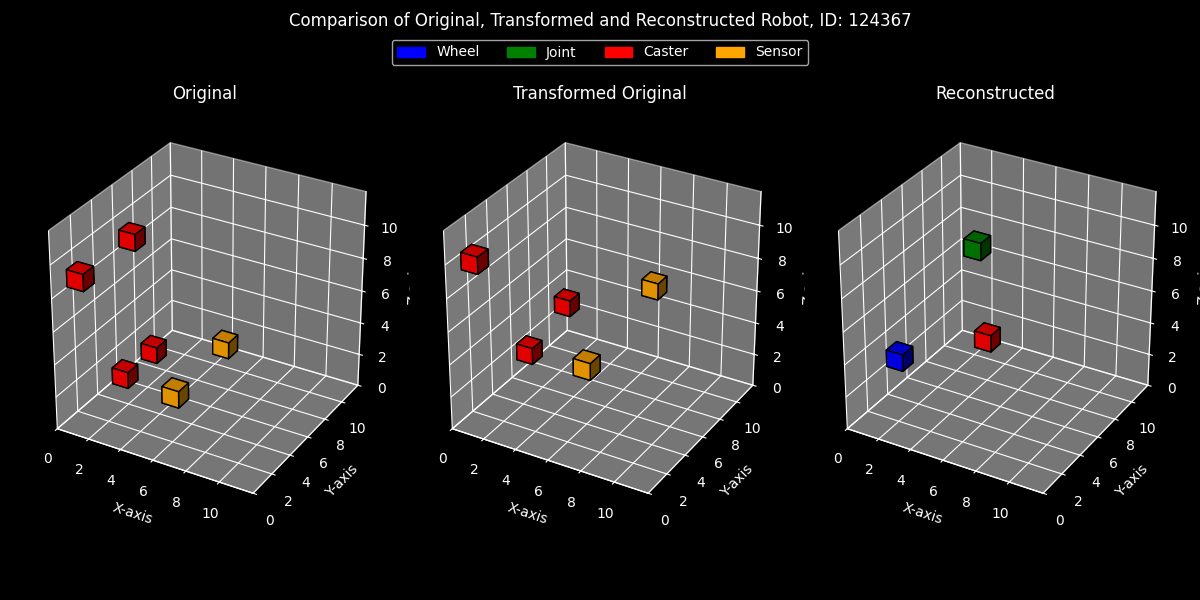 Comparison of Original, Transformed and Reconstructed Robot, ID: 124367
Wheel Joint Caster Sensor
Original Transformed Original Reconstructed
10 10 10
8 8 8
6 6 6
4 4 4
2 2 2
0 0 0
10 10 10
8 8 8
6 6 6
4 4 4
2 2 2
0 0 0
0 2 4 6 8 10 0 2 4 6 8 10 0 2 4 6 8 10
X-axis Y-axis X-axis Y-axis X-axis Y-axis